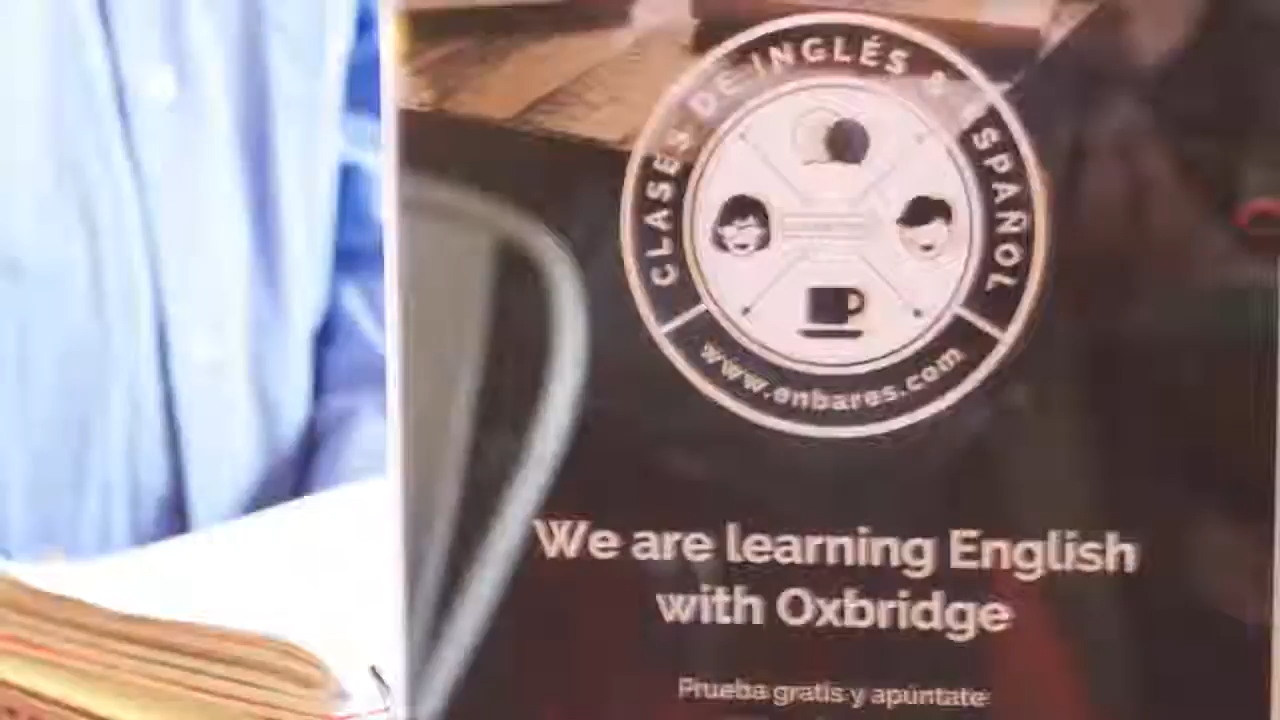 CLASES DE INGLÉS & ESPAÑOL
www.enbares.com
We are learning English
with Oxbridge
Prueba gratis y apúntate